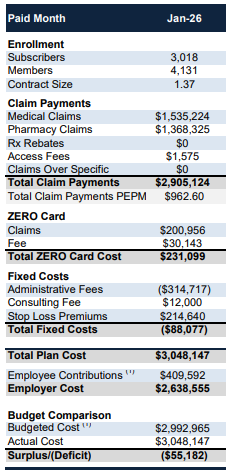 Paid Month Jan-26
Enrollment
Subscribers 3,018
Members 4,131
Contract Size 1.37
Claim Payments
Medical Claims $1,535,224
Pharmacy Claims $1,368,325
Rx Rebates $0
Access Fees $1,575
Claims Over Specific $0
Total Claim Payments $2,905,124
Total Claim Payments PEPM $962.60
ZERO Card
Claims $200,956
Fee $30,143
Total ZERO Card Cost $231,099
Fixed Costs
Administrative Fees ($314,717)
Consulting Fee $12,000
Stop Loss Premiums $214,640
Total Fixed Costs ($88,077)
Total Plan Cost $3,048,147
Employee Contributions (1) $409,592
Employer Cost $2,638,555
Budget Comparison
Budgeted Cost (1) $2,992,965
Actual Cost $3,048,147
Surplus/(Deficit) ($55,182)